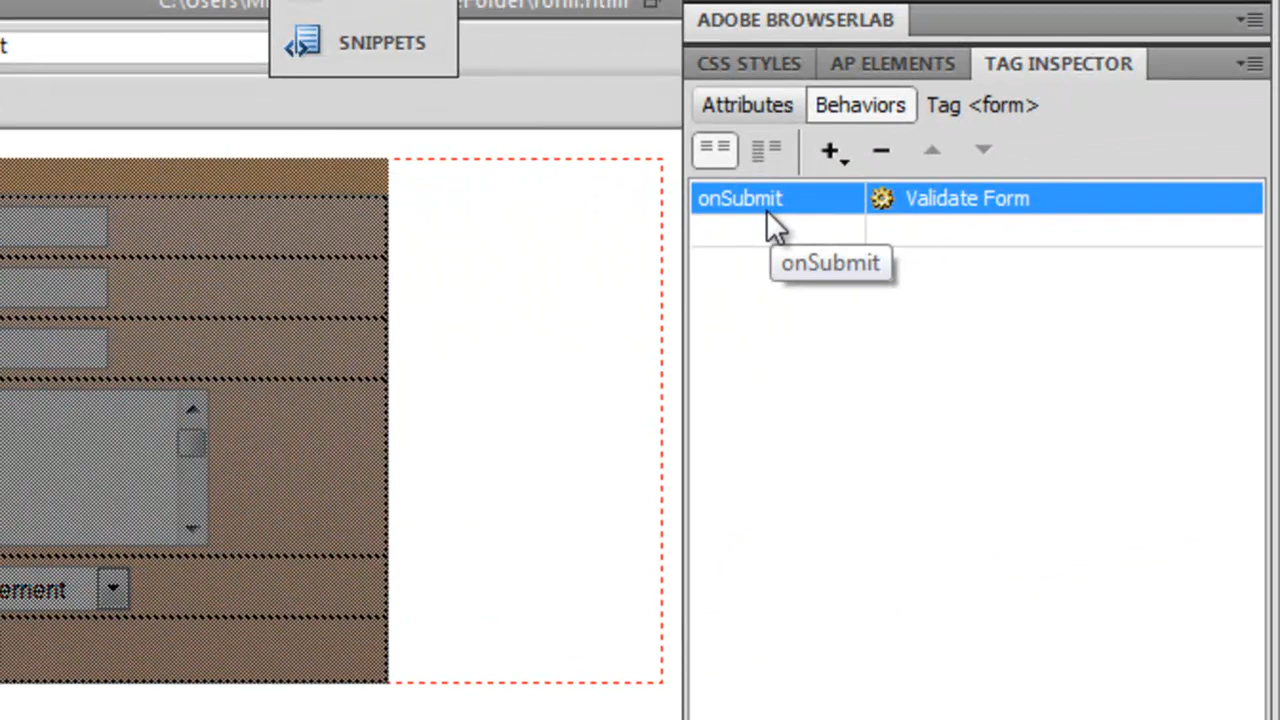 ADOBE BROWSERLAB
SNIPPETS
t
CSS STYLES AP ELEMENTS TAG INSPECTOR
Attributes Behaviors Tag <form>
onSubmit Validate Form
onSubmit
ement